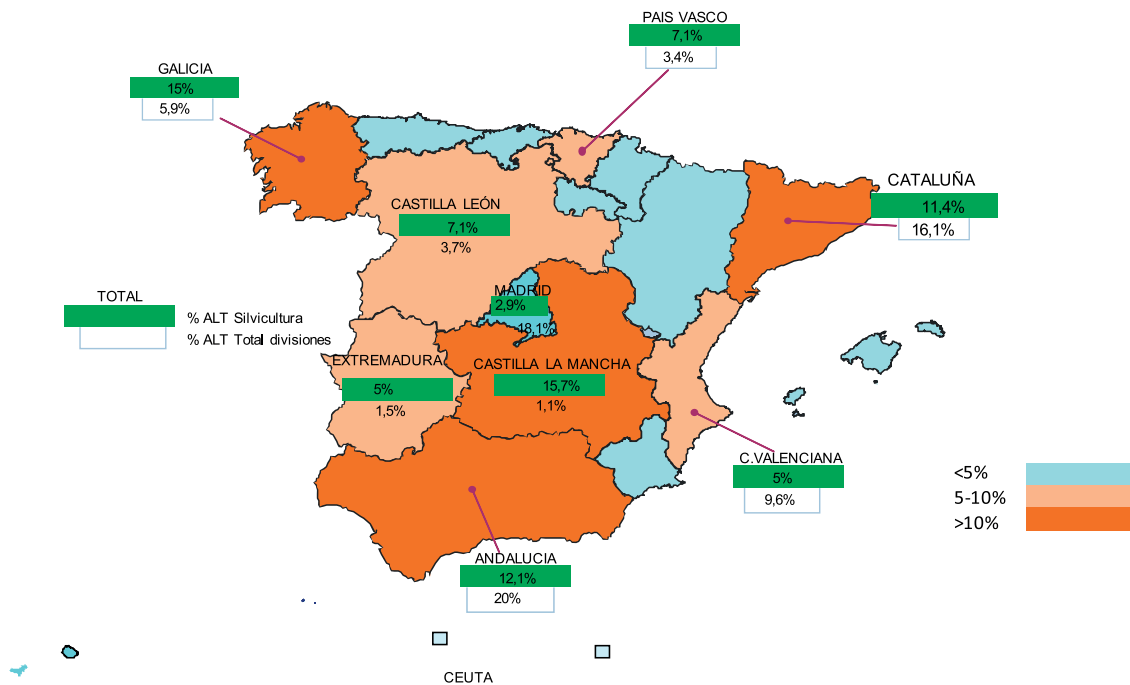 PAIS VASCO
7,1%
3,4%
GALICIA
15%
5,9%
CATALUÑA
11,4%
16,1%
CASTILLA LEÓN
7,1%
3,7%
MADRID
2,9%
18,1%
TOTAL
% ALT Silvicultura
% ALT Total divisiones
EXTREMADURA
5%
1,5%
CASTILLA LA MANCHA
15,7%
1,1%
C.VALENCIANA
5%
9,6%
<5%
5-10%
>10%
ANDALUCIA
12,1%
20%
CEUTA